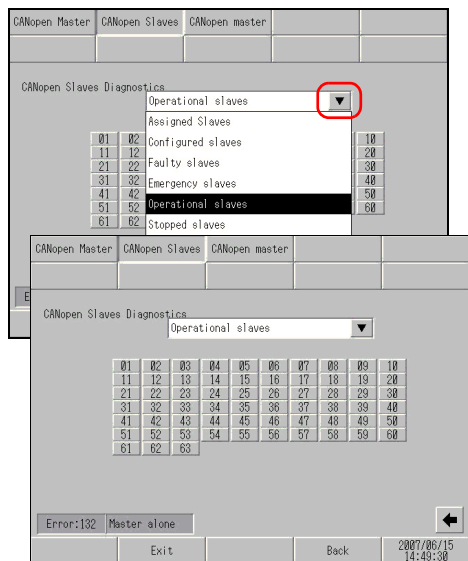 CANopen Master CANopen Slaves CANopen master
CANopen Slaves Diagnostics
Operational slaves
Assigned Slaves
Configured slaves
Faulty slaves
Emergency slaves
Operational slaves
Stopped slaves
01 02 10
11 12 20
21 22 30
31 32 40
41 42 50
51 52 60
61 62
E
CANopen Master CANopen Slaves CANopen master
CANopen Slaves Diagnostics
Operational slaves
01 02 03 04 05 06 07 08 09 10
11 12 13 14 15 16 17 18 19 20
21 22 23 24 25 26 27 28 29 30
31 32 33 34 35 36 37 38 39 40
41 42 43 44 45 46 47 48 49 50
51 52 53 54 55 56 57 58 59 60
61 62 63
Error:132 Master alone
Exit Back 2007/06/15
14:49:30